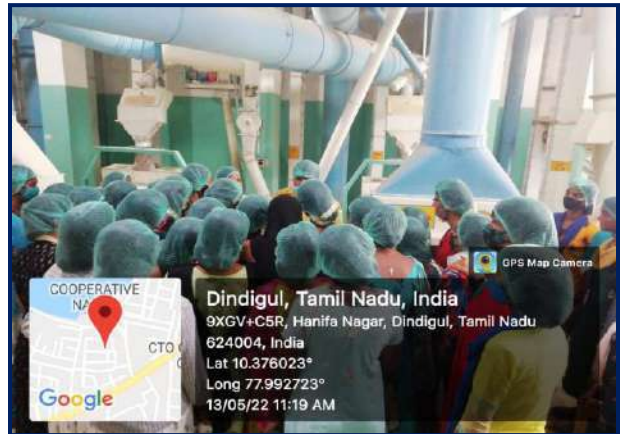 GPS Map Camera
COOPERATIVE
NA
CTO
Google
Dindigul, Tamil Nadu, India
9XGV+C5R, Hanifa Nagar, Dindigul, Tamil Nadu
624004, India
Lat 10.376023°
Long 77.992723°
13/05/22 11:19 AM